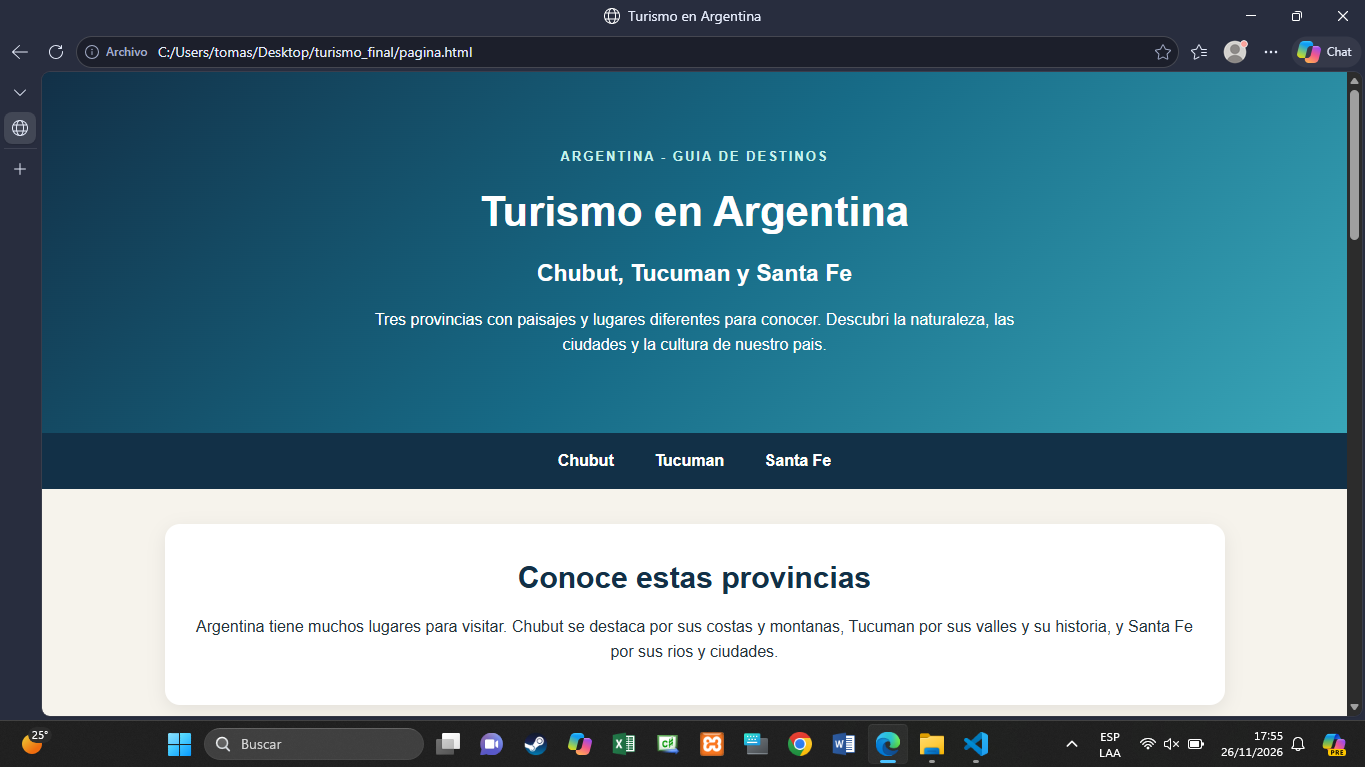 Turismo en Argentina
Archivo C:/Users/tomas/Desktop/turismo_final/pagina.html
Chat
ARGENTINA - GUIA DE DESTINOS
Turismo en Argentina
Chubut, Tucuman y Santa Fe
Tres provincias con paisajes y lugares diferentes para conocer. Descubri la naturaleza, las
ciudades y la cultura de nuestro pais.
Chubut Tucuman Santa Fe
Conoce estas provincias
Argentina tiene muchos lugares para visitar. Chubut se destaca por sus costas y montanas, Tucuman por sus valles y su historia, y Santa Fe
por sus rios y ciudades.
25°
Buscar
ESP
LAA
17:55
26/11/2026
PRE